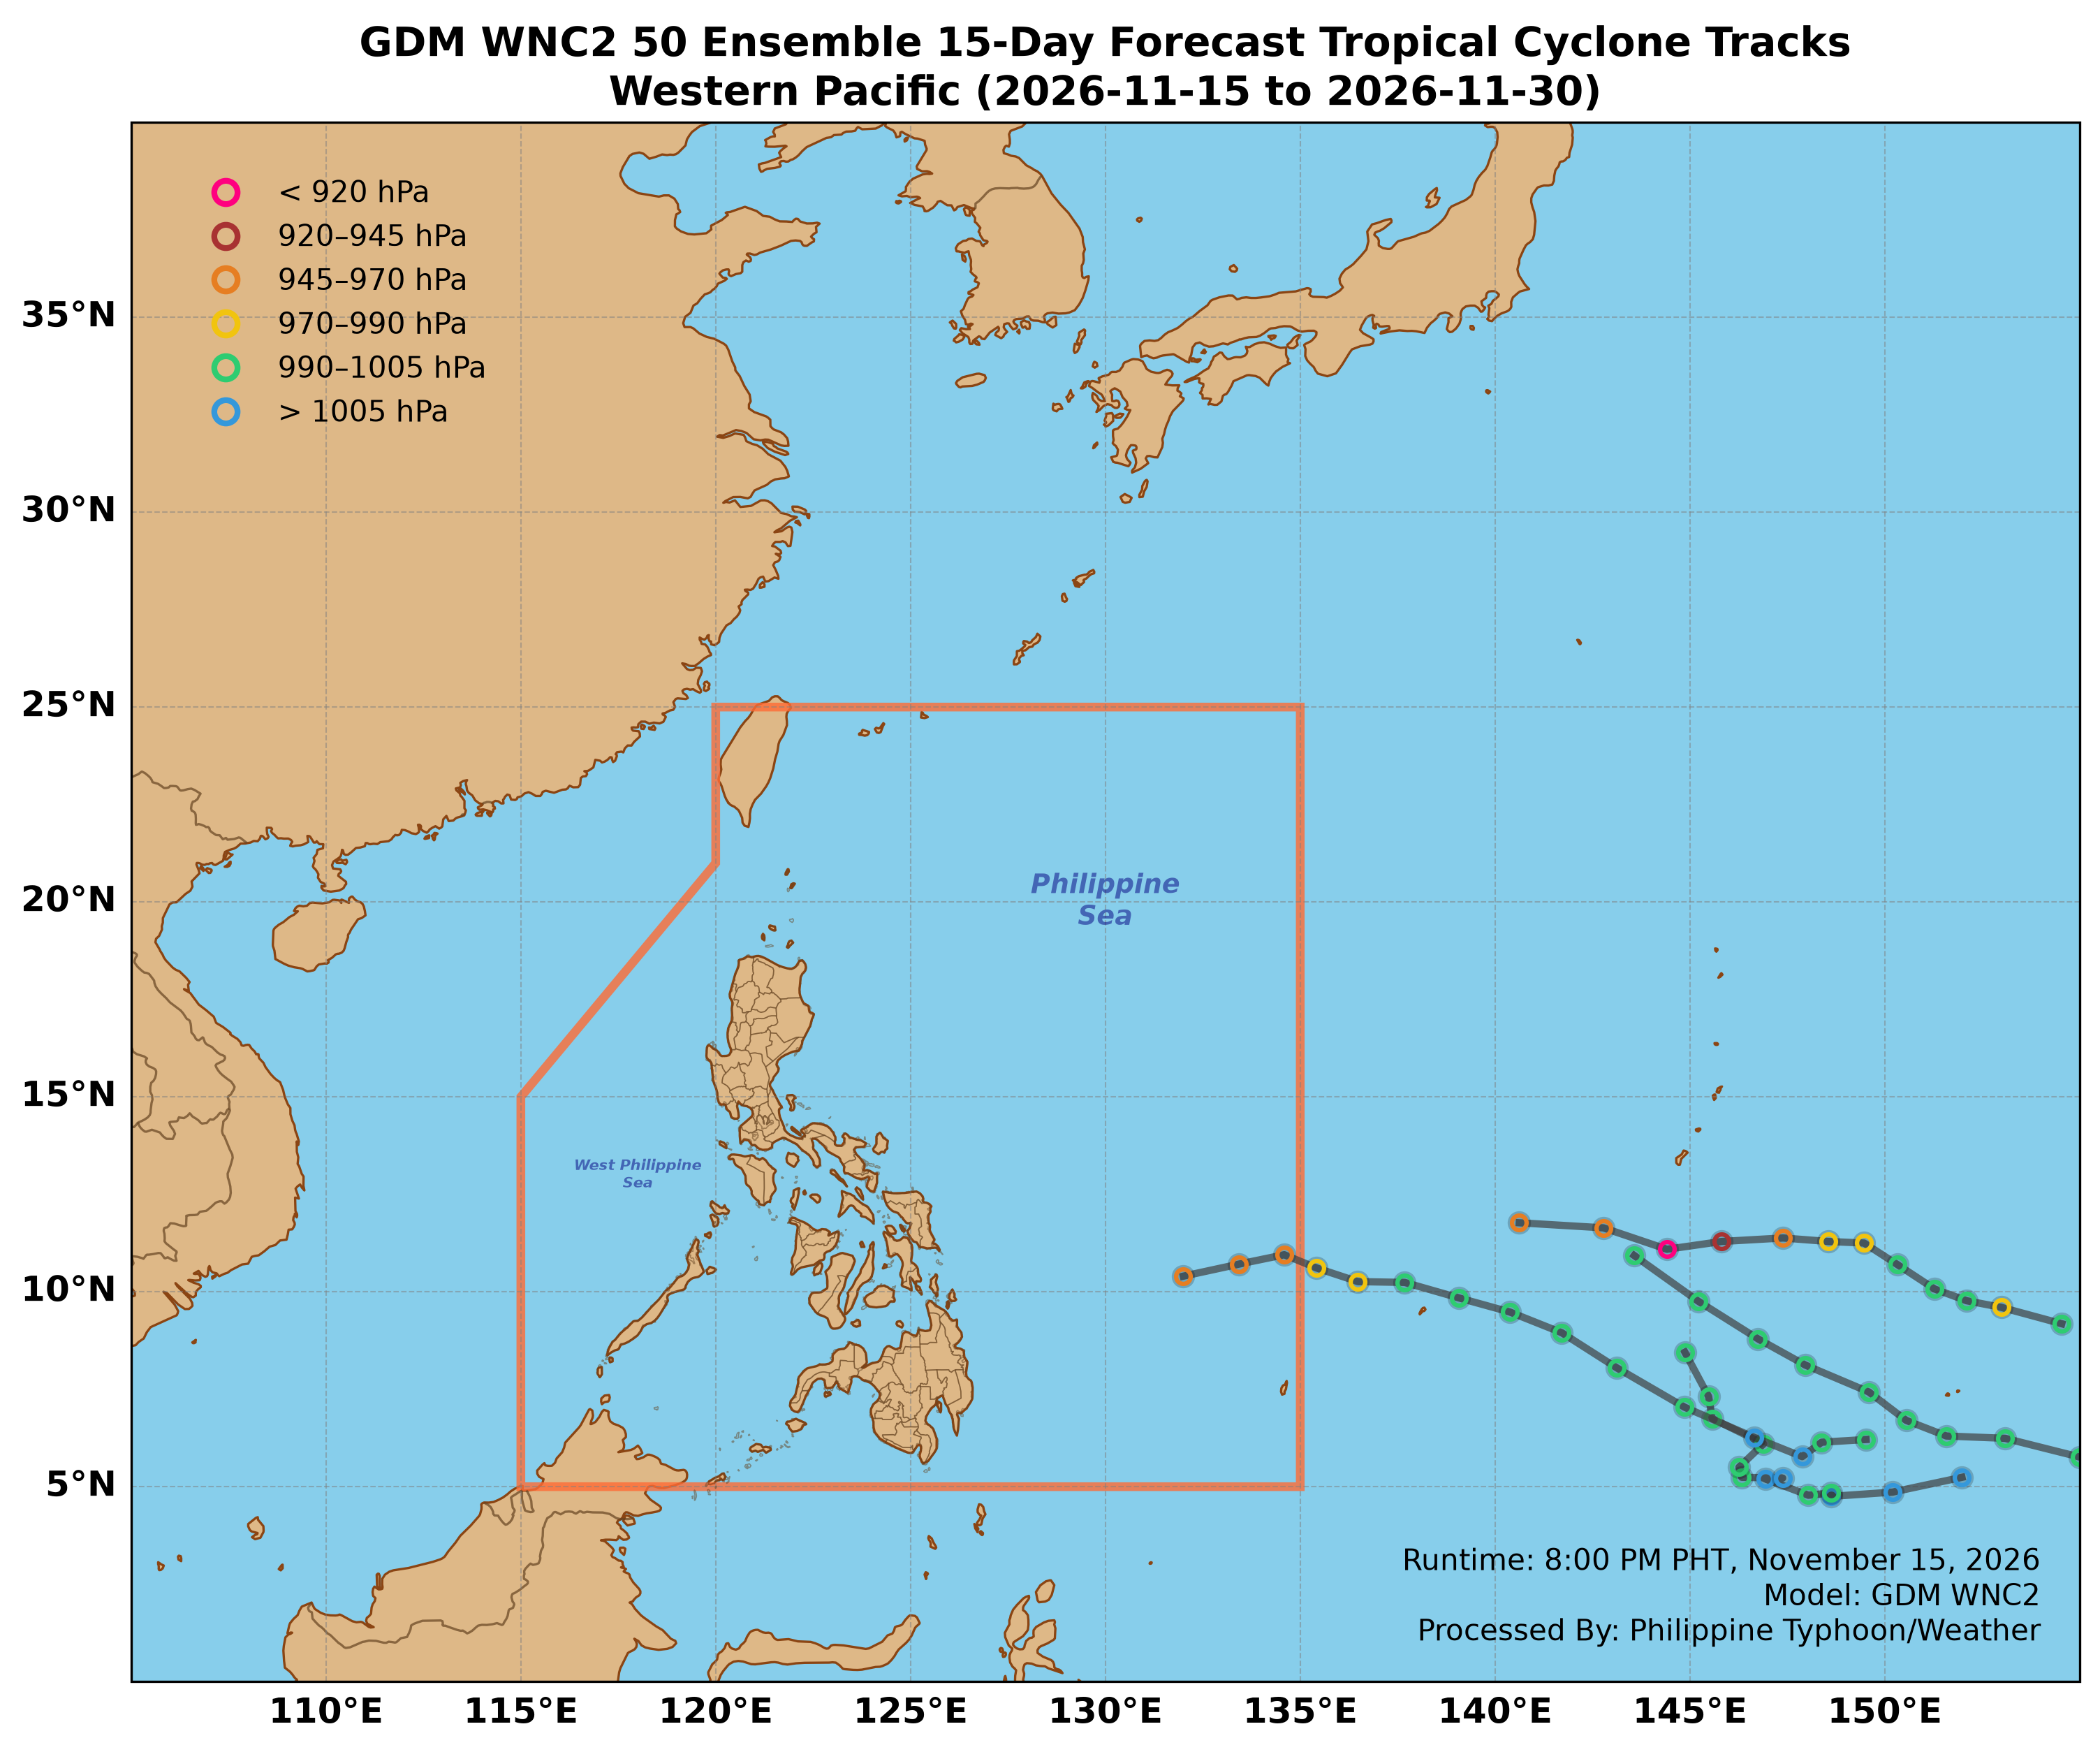 GDM WNC2 50 Ensemble 15-Day Forecast Tropical Cyclone Tracks
Western Pacific (2026-11-15 to 2026-11-30)
< 920 hPa
920–945 hPa
945–970 hPa
970–990 hPa
990–1005 hPa
> 1005 hPa
35°N
30°N
25°N
20°N
15°N
10°N
5°N
Philippine
Sea
West Philippine
Sea
Runtime: 8:00 PM PHT, November 15, 2026
Model: GDM WNC2
Processed By: Philippine Typhoon/Weather
110°E 115°E 120°E 125°E 130°E 135°E 140°E 145°E 150°E